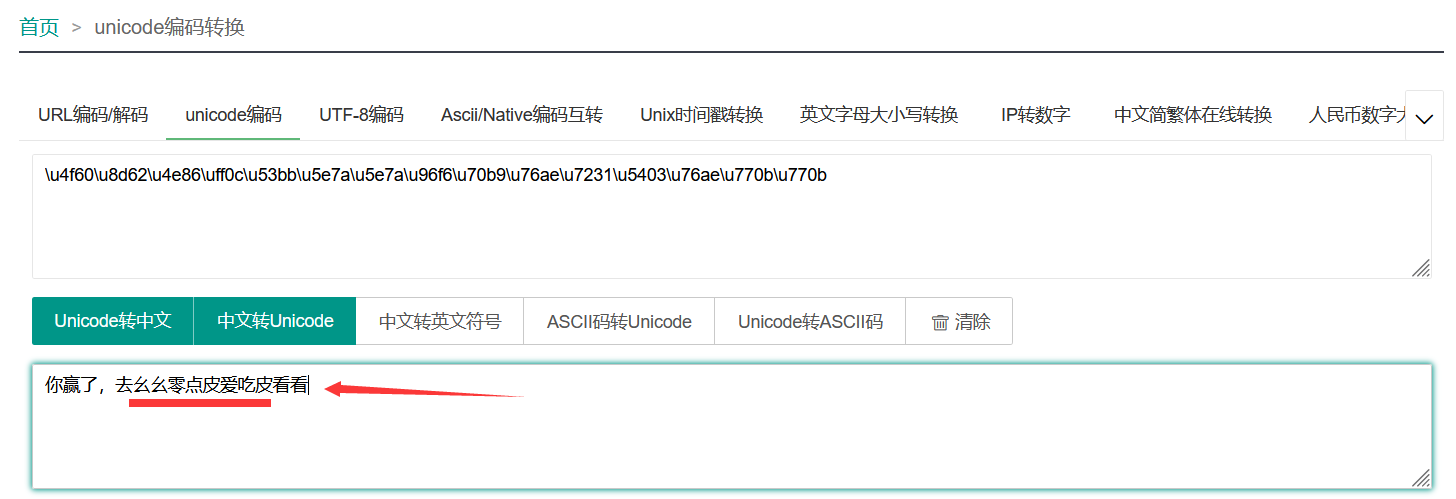 首页 > unicode编码转换
URL编码/解码 unicode编码 UTF-8编码 Ascii/Native编码互转 Unix时间戳转换 英文字母大小写转换 IP转数字 中文简繁体在线转换 人民币数字大
\u4f60\u8d62\u4e86\uff0c\u53bb\u5e7a\u5e7a\u96f6\u70b9\u76ae\u7231\u5403\u76ae\u770b\u770b
Unicode转中文 中文转Unicode 中文转英文符号 ASCII码转Unicode Unicode转ASCII码 清除
你赢了，去幺幺零点皮爱吃皮看看